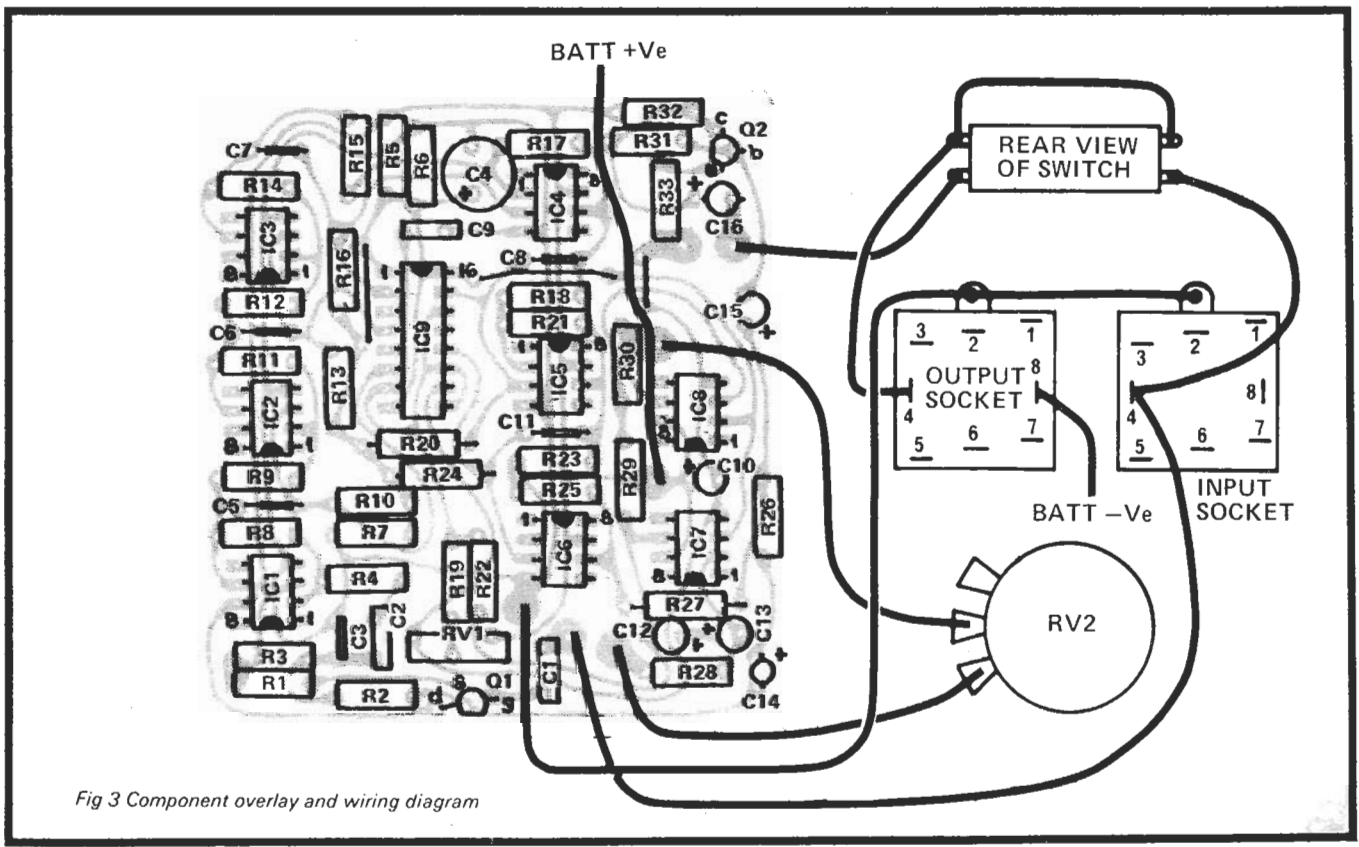 BATT +Ve
R32
R31
c
Q2
b
e
R15
R5
R6
R17
C7
R14
C4
+
1
8
IC4
R33
+
C16
IC3
8
1
R16
C9
C8
1
16
R12
R18
C15
+
C6
R21
R11
IC9
1
8
R30
R13
IC5
IC8
IC2
8
1
C11
8
1
R20
R23
R29
+
C10
R9
R24
R25
R26
C5
R10
R8
R7
1
8
IC6
IC7
IC1
R4
R19
R22
8
1
8
1
C3
C2
RV1
R27
C12
+
+
C13
R3
R1
R2
d
s
Q1
g
C1
R28
+
C14
REAR VIEW
OF SWITCH
3
2
1
OUTPUT
SOCKET
8
4
5
6
7
3
2
1
8
4
5
6
7
BATT –Ve
INPUT
SOCKET
RV2
Fig 3 Component overlay and wiring diagram